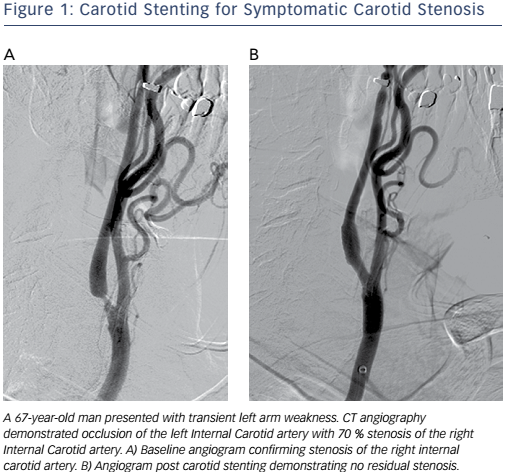 Figure 1: Carotid Stenting for Symptomatic Carotid Stenosis
A
B
A 67-year-old man presented with transient left arm weakness. CT angiography
demonstrated occlusion of the left Internal Carotid artery with 70 % stenosis of the right
Internal Carotid artery. A) Baseline angiogram confirming stenosis of the right internal
carotid artery. B) Angiogram post carotid stenting demonstrating no residual stenosis.